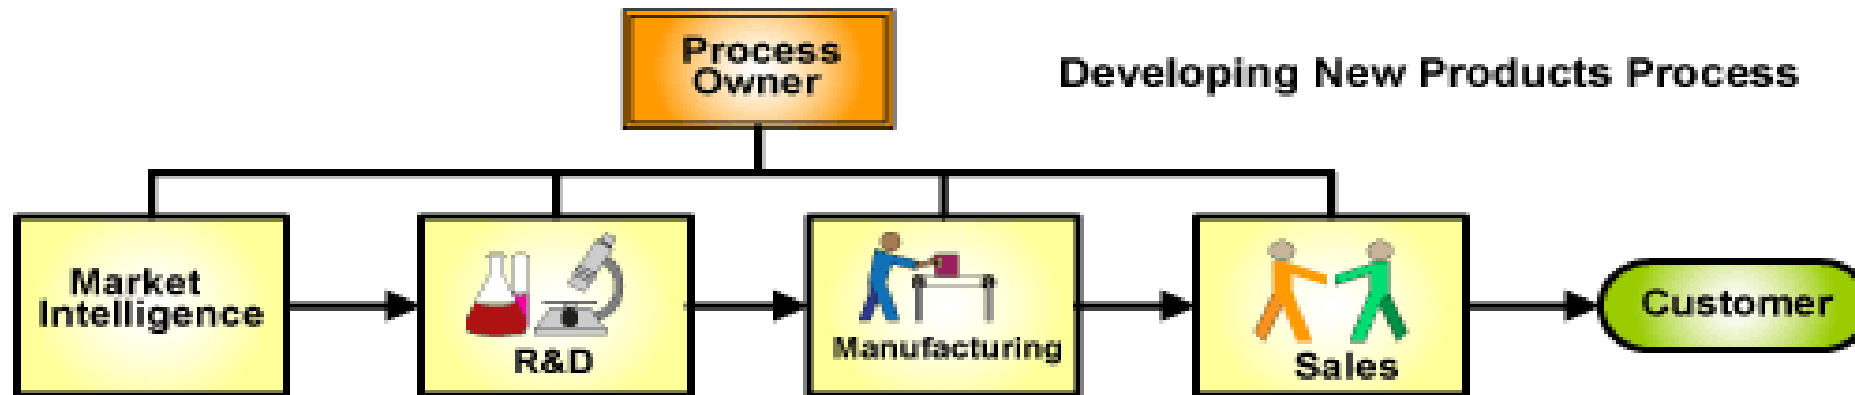 Process
Owner
Developing New Products Process
Market
Intelligence
R&D
Manufacturing
Sales
Customer